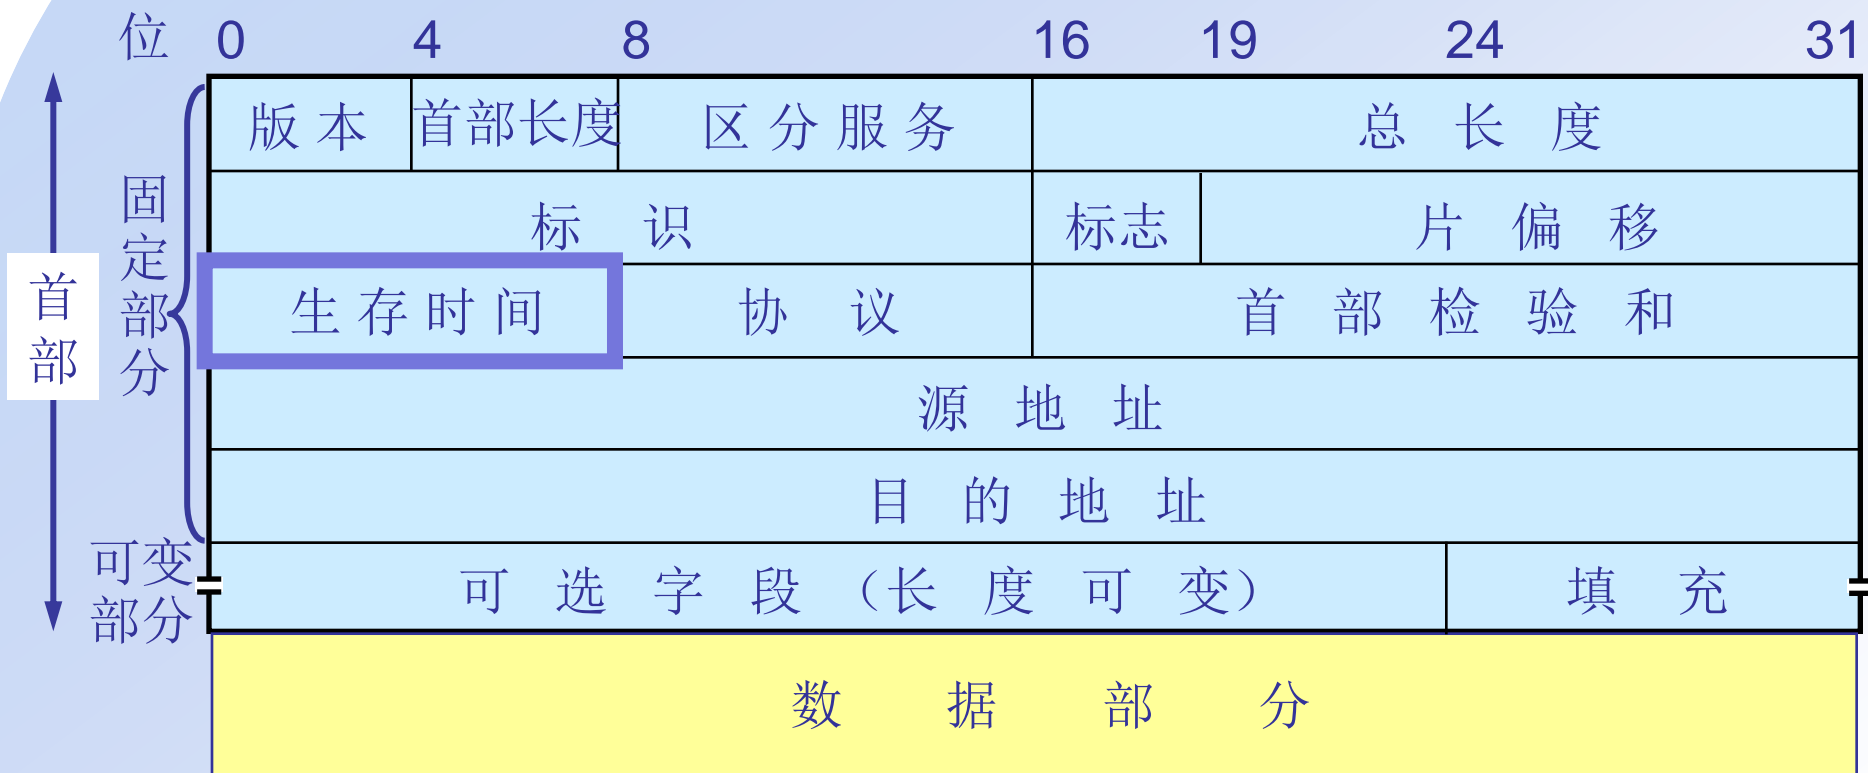 位 0 4 8 16 19 24 31
版 本 首部长度 区 分 服 务 总 长 度
标 识 标志 片 偏 移
生 存 时 间 协 议 首 部 检 验 和
源 地 址
目 的 地 址
可 选 字 段 （长 度 可 变） 填 充
数 据 部 分
首部
固定部分
可变
部分